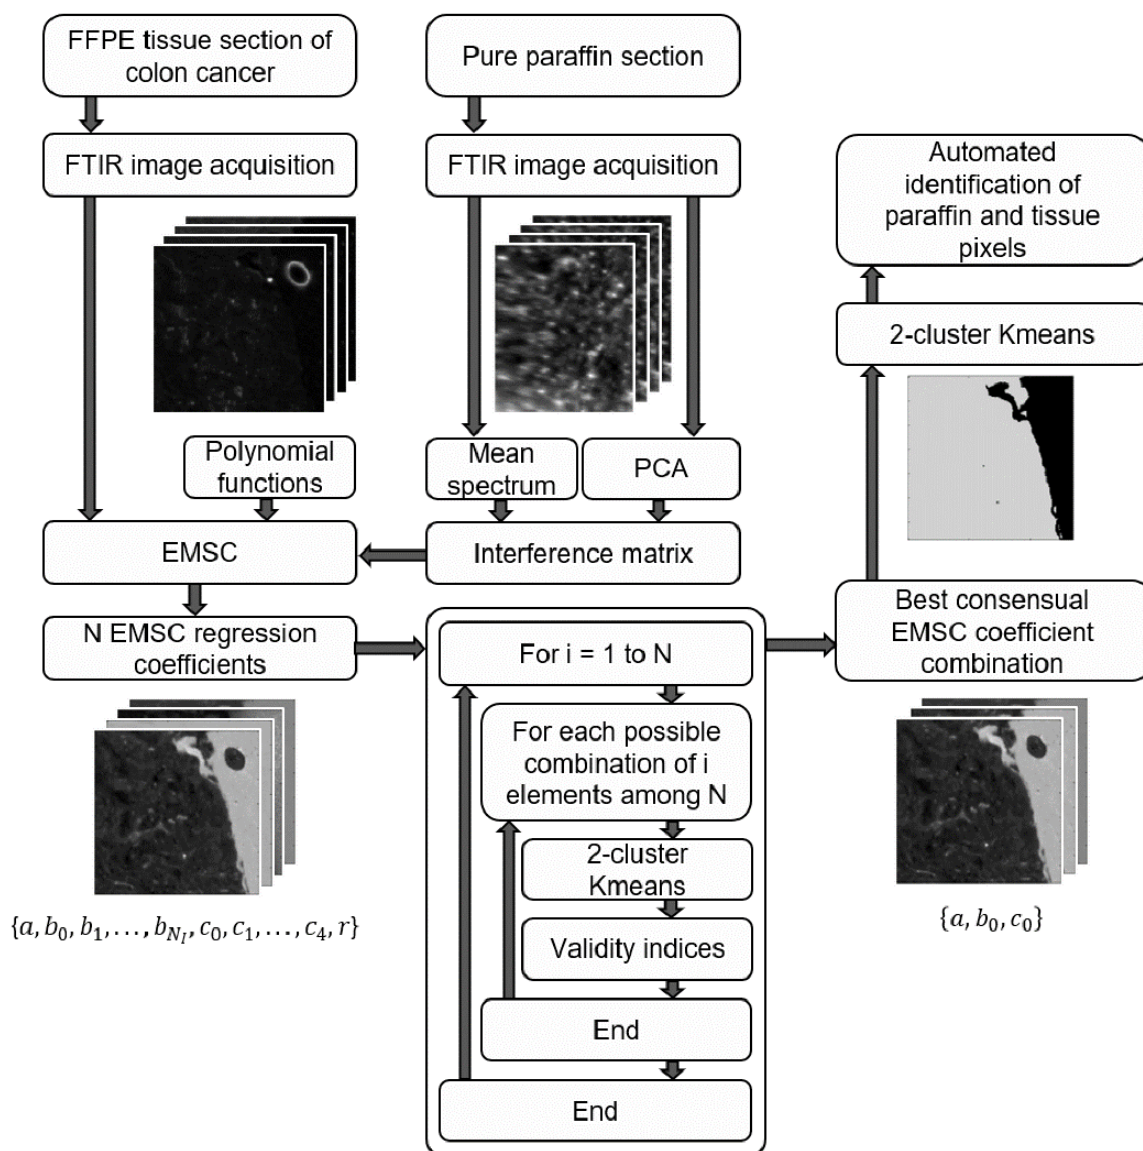 FFPE tissue section of
colon cancer
FTIR image acquisition
Polynomial
functions
EMSC
N EMSC regression
coefficients
{a, b₀, b₁, . . . , b_{N_I}, c₀, c₁, . . . , c₄, r}
Pure paraffin section
FTIR image acquisition
Mean
spectrum
PCA
Interference matrix
For i = 1 to N
For each possible
combination of i
elements among N
2-cluster
Kmeans
Validity indices
End
End
Automated
identification of
paraffin and tissue
pixels
2-cluster Kmeans
Best consensual
EMSC coefficient
combination
{a, b₀, c₀}